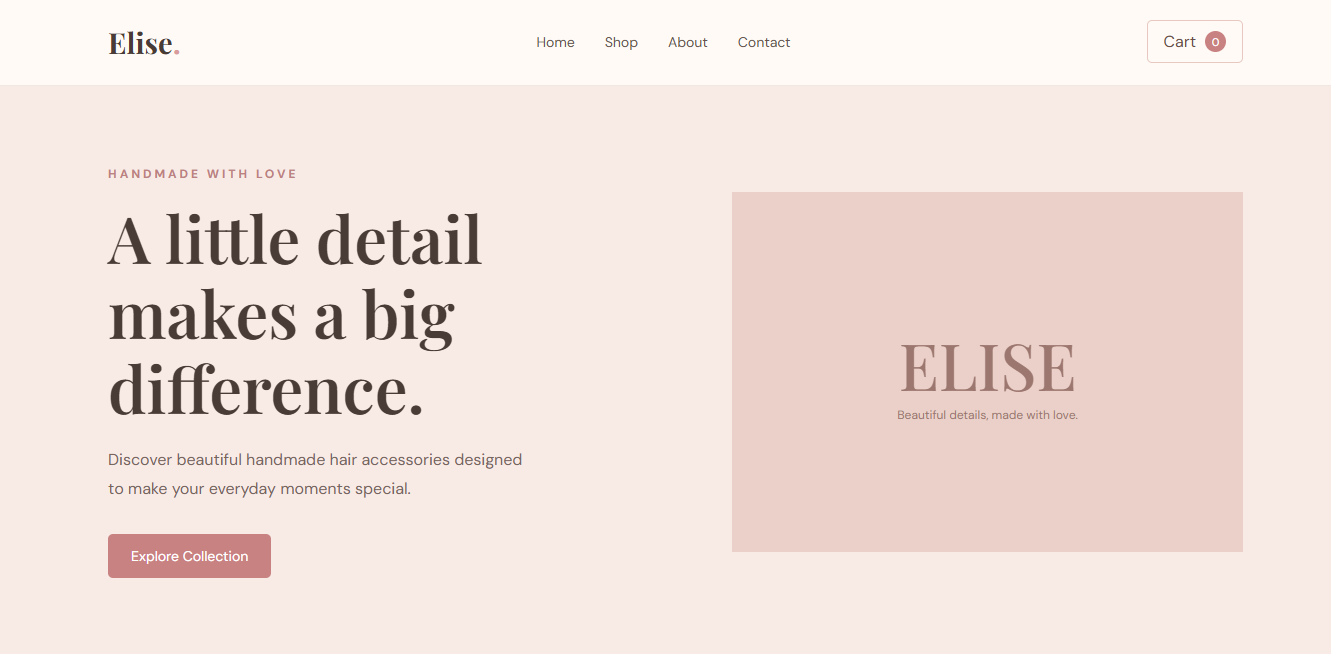 Elise.
Home
Shop
About
Contact
Cart 0
HANDMADE WITH LOVE
A little detail
makes a big
difference.
Discover beautiful handmade hair accessories designed
to make your everyday moments special.
Explore Collection
ELISE
Beautiful details, made with love.